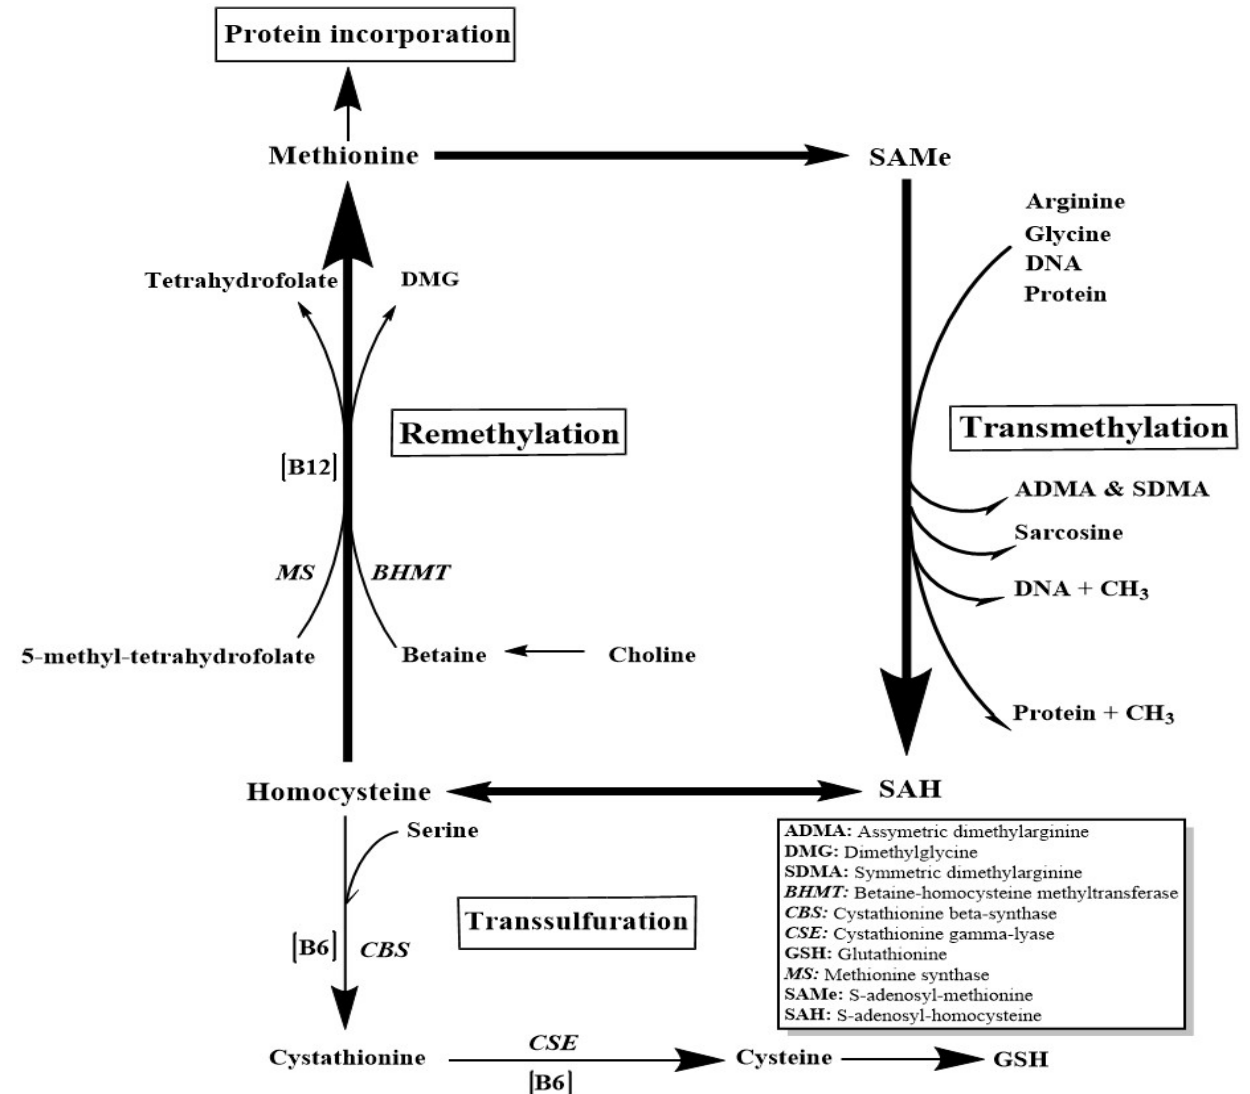 Protein incorporation
Methionine
SAMe
Arginine
Glycine
DNA
Protein
Tetrahydrofolate
DMG
Remethylation
Transmethylation
[B12]
ADMA & SDMA
Sarcosine
MS
BHMT
DNA + CH₃
5-methyl-tetrahydrofolate
Betaine
Choline
Protein + CH₃
Homocysteine
SAH
Serine
ADMA: Assymetric dimethylarginine
DMG: Dimethylglycine
SDMA: Symmetric dimethylarginine
BHMT: Betaine-homocysteine methyltransferase
CBS: Cystathionine beta-synthase
CSE: Cystathionine gamma-lyase
GSH: Glutathionine
MS: Methionine synthase
SAMe: S-adenosyl-methionine
SAH: S-adenosyl-homocysteine
Transsulfuration
[B6]
CBS
Cystathionine
CSE
[B6]
Cysteine
GSH